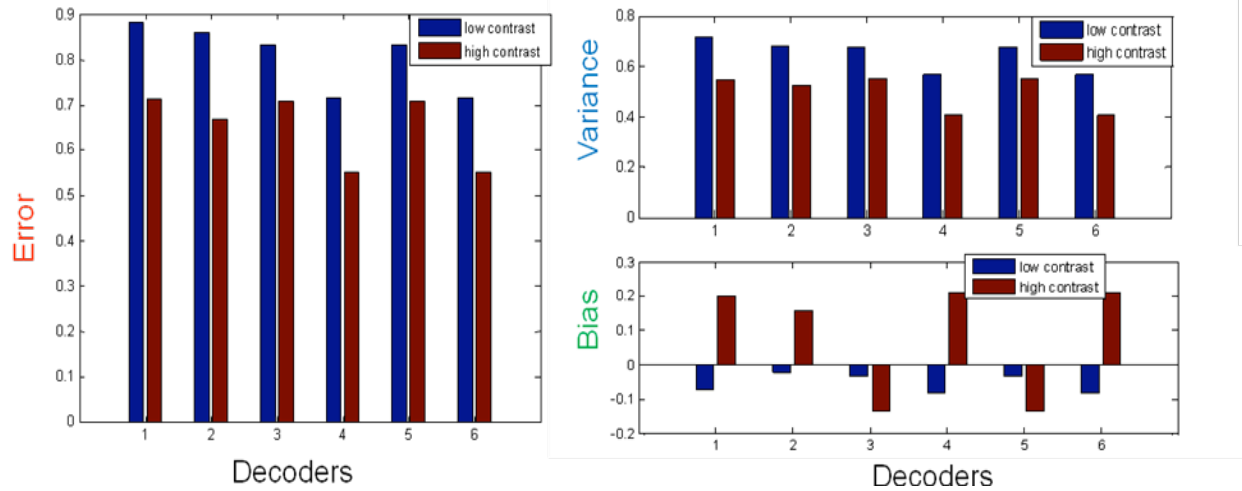 0.9
0.8
0.7
0.6
0.5
0.4
0.3
0.2
0.1
0
Error
low contrast
high contrast
1 2 3 4 5 6
Decoders
0.8
0.6
0.4
0.2
0
Variance
low contrast
high contrast
1 2 3 4 5 6
0.3
0.2
0.1
0
-0.1
-0.2
Bias
low contrast
high contrast
1 2 3 4 5 6
Decoders